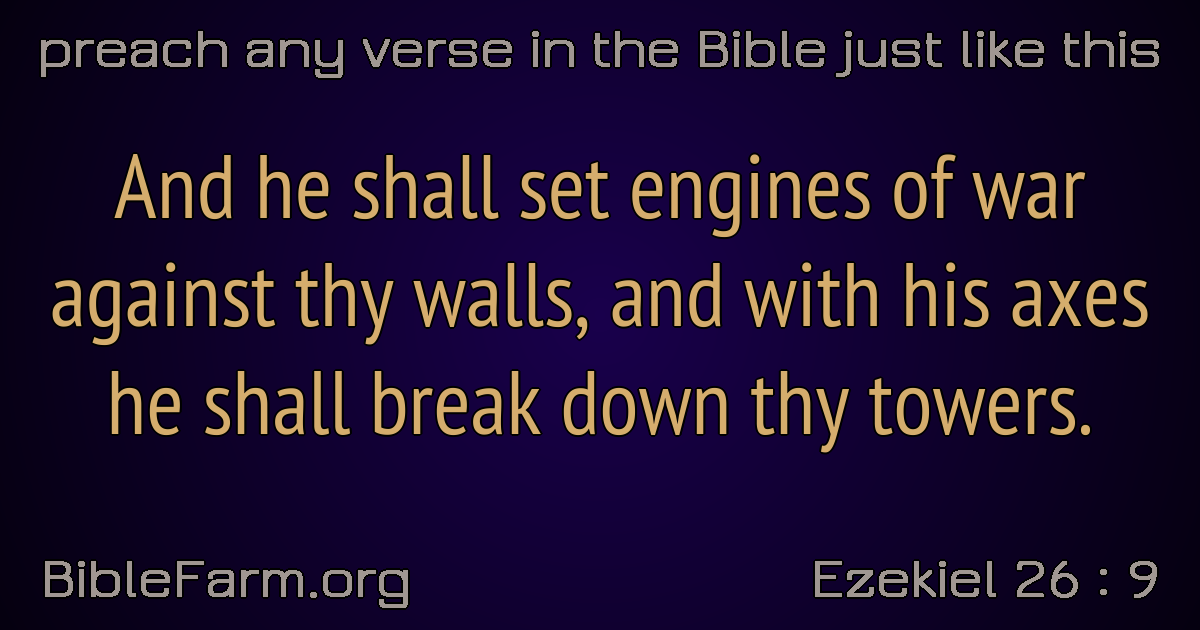 preach any verse in the Bible just like this
And he shall set engines of war
against thy walls, and with his axes
he shall break down thy towers.
BibleFarm.org
Ezekiel 26 : 9